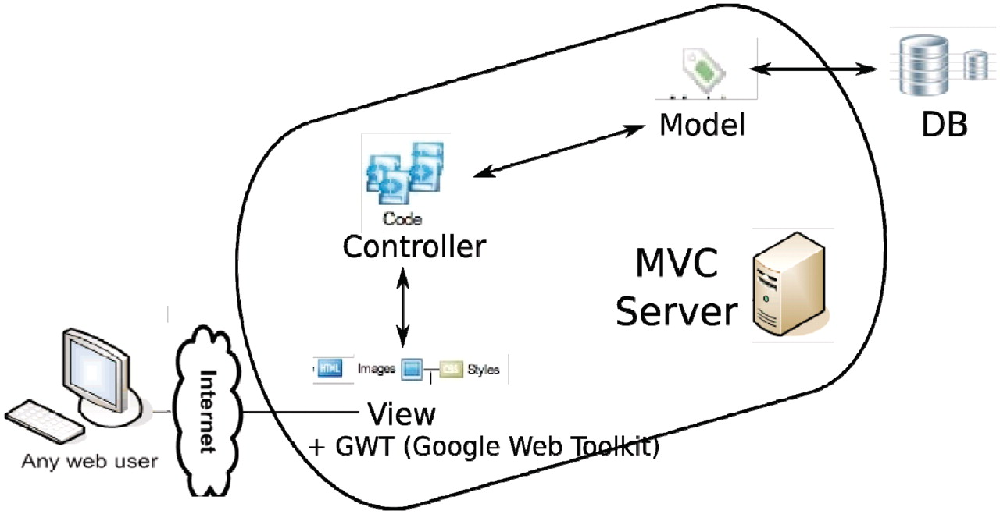 Model
DB
Code
Controller
MVC
Server
HTML
Images
CSS
Styles
Internet
View
+ GWT (Google Web Toolkit)
Any web user